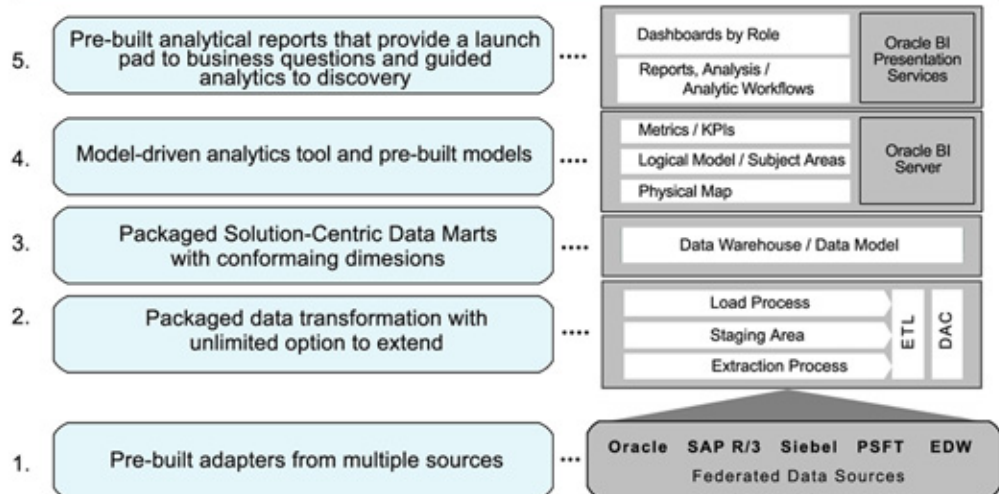 5.
Pre-built analytical reports that provide a launch
pad to business questions and guided
analytics to discovery
....
Dashboards by Role
Reports, Analysis /
Analytic Workflows
Oracle BI
Presentation
Services
4.
Model-driven analytics tool and pre-built models
....
Metrics / KPIs
Logical Model / Subject Areas
Physical Map
Oracle BI
Server
3.
Packaged Solution-Centric Data Marts
with conformaing dimesions
....
Data Warehouse / Data Model
2.
Packaged data transformation with
unlimited option to extend
....
Load Process
Staging Area
Extraction Process
ETL
DAC
1.
Pre-built adapters from multiple sources
...
Oracle SAP R/3 Siebel PSFT EDW
Federated Data Sources